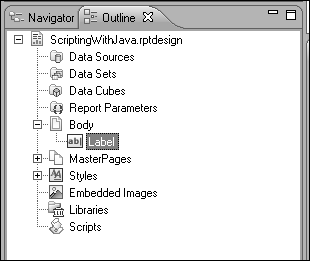 Navigator Outline
ScriptingWithJava.rptdesign
Data Sources
Data Sets
Data Cubes
Report Parameters
Body
ab Label
MasterPages
Styles
Embedded Images
Libraries
Scripts